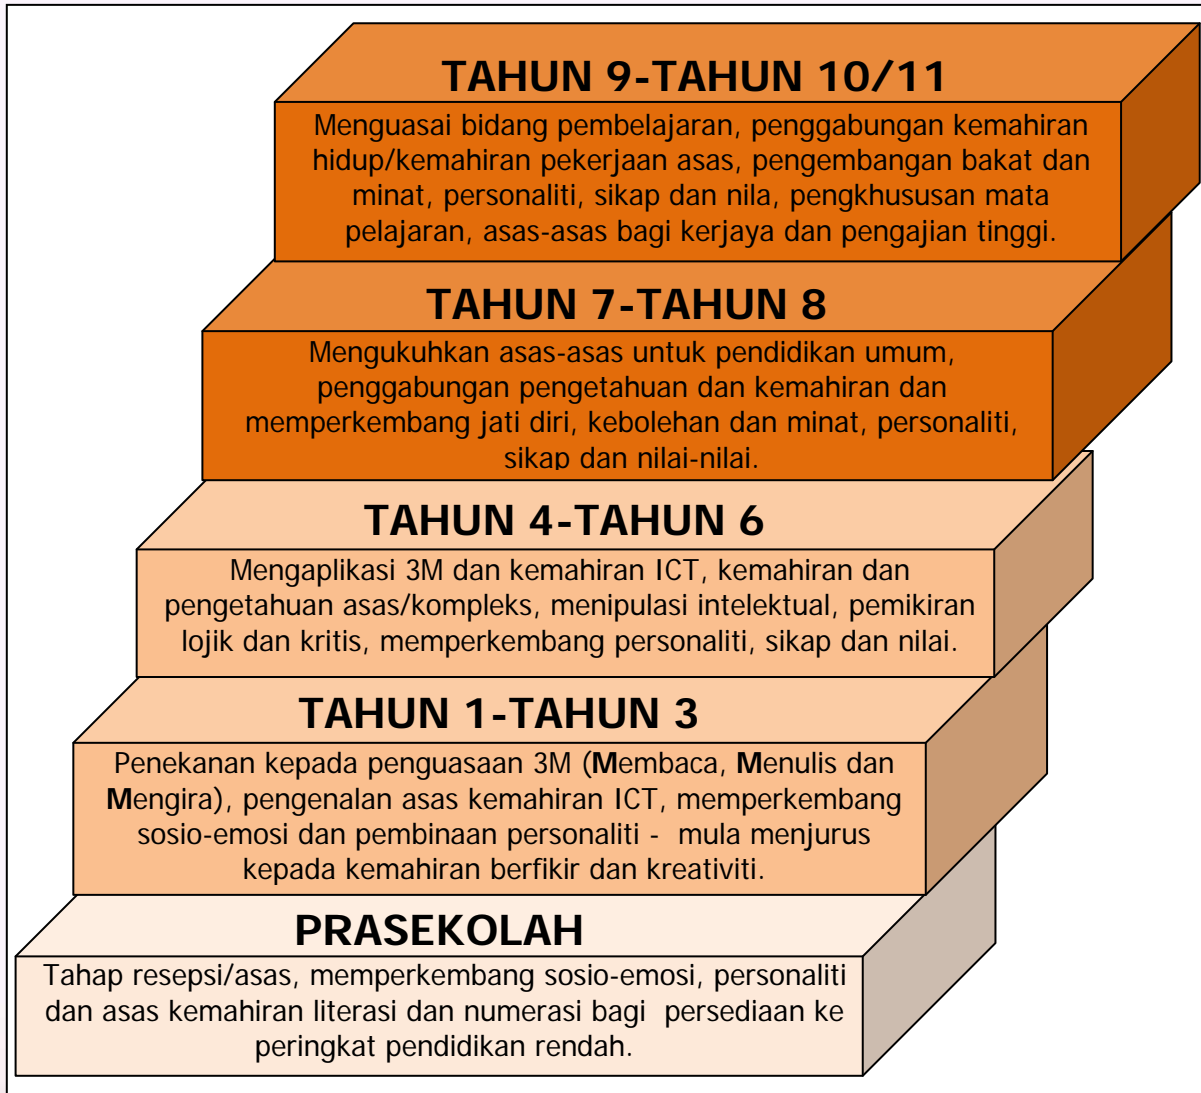 TAHUN 9-TAHUN 10/11
Menguasai bidang pembelajaran, penggabungan kemahiran
hidup/kemahiran pekerjaan asas, pengembangan bakat dan
minat, personaliti, sikap dan nila, pengkhususan mata
pelajaran, asas-asas bagi kerjaya dan pengajian tinggi.
TAHUN 7-TAHUN 8
Mengukuhkan asas-asas untuk pendidikan umum,
penggabungan pengetahuan dan kemahiran dan
memperkembang jati diri, kebolehan dan minat, personaliti,
sikap dan nilai-nilai.
TAHUN 4-TAHUN 6
Mengaplikasi 3M dan kemahiran ICT, kemahiran dan
pengetahuan asas/kompleks, menipulasi intelektual, pemikiran
lojik dan kritis, memperkembang personaliti, sikap dan nilai.
TAHUN 1-TAHUN 3
Penekanan kepada penguasaan 3M (Membaca, Menulis dan
Mengira), pengenalan asas kemahiran ICT, memperkembang
sosio-emosi dan pembinaan personaliti - mula menjurus
kepada kemahiran berfikir dan kreativiti.
PRASEKOLAH
Tahap resepsi/asas, memperkembang sosio-emosi, personaliti
dan asas kemahiran literasi dan numerasi bagi persediaan ke
peringkat pendidikan rendah.